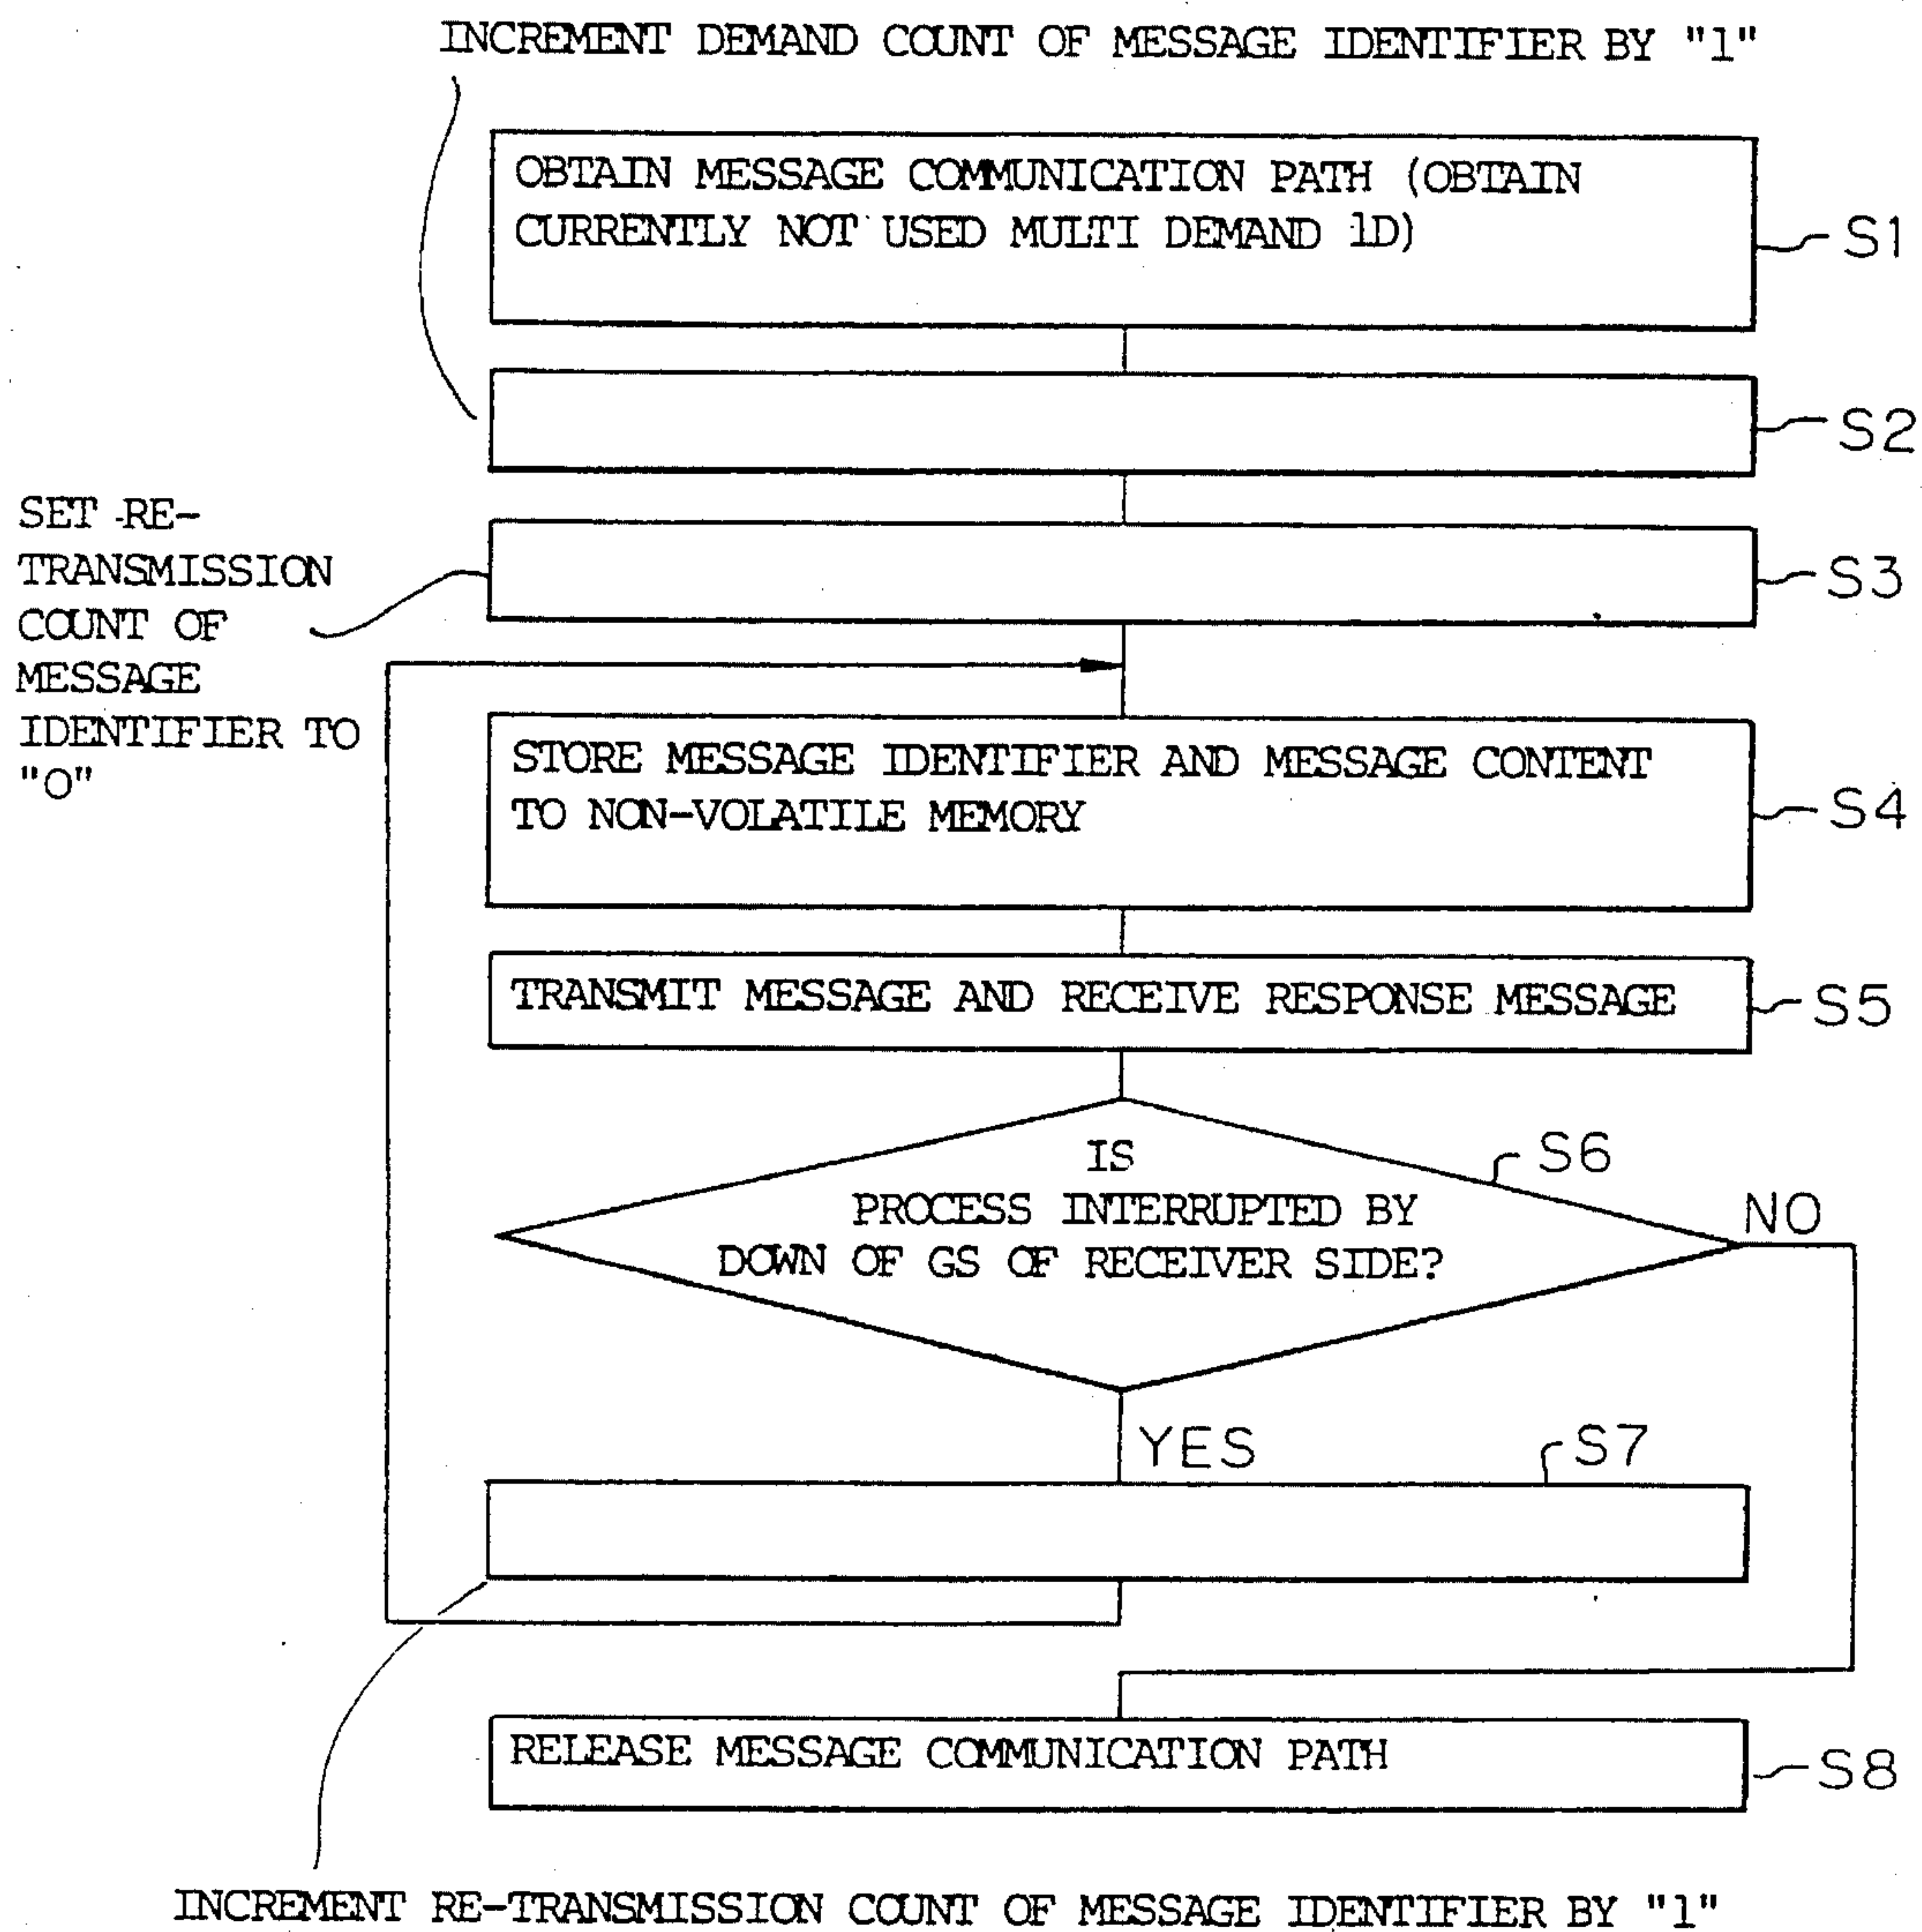 INCREMENT DEMAND COUNT OF MESSAGE IDENTIFIER BY "1"
OBTAIN MESSAGE COMMUNICATION PATH (OBTAIN
CURRENTLY NOT USED MULTI DEMAND 1D)
S1
S2
SET RE-
TRANSMISSION
COUNT OF
MESSAGE
IDENTIFIER TO
"0"
S3
STORE MESSAGE IDENTIFIER AND MESSAGE CONTENT
TO NON-VOLATILE MEMORY
S4
TRANSMIT MESSAGE AND RECEIVE RESPONSE MESSAGE
S5
IS
PROCESS INTERRUPTED BY
DOWN OF GS OF RECEIVER SIDE?
S6
NO
YES
S7
RELEASE MESSAGE COMMUNICATION PATH
S8
INCREMENT RE-TRANSMISSION COUNT OF MESSAGE IDENTIFIER BY "1"